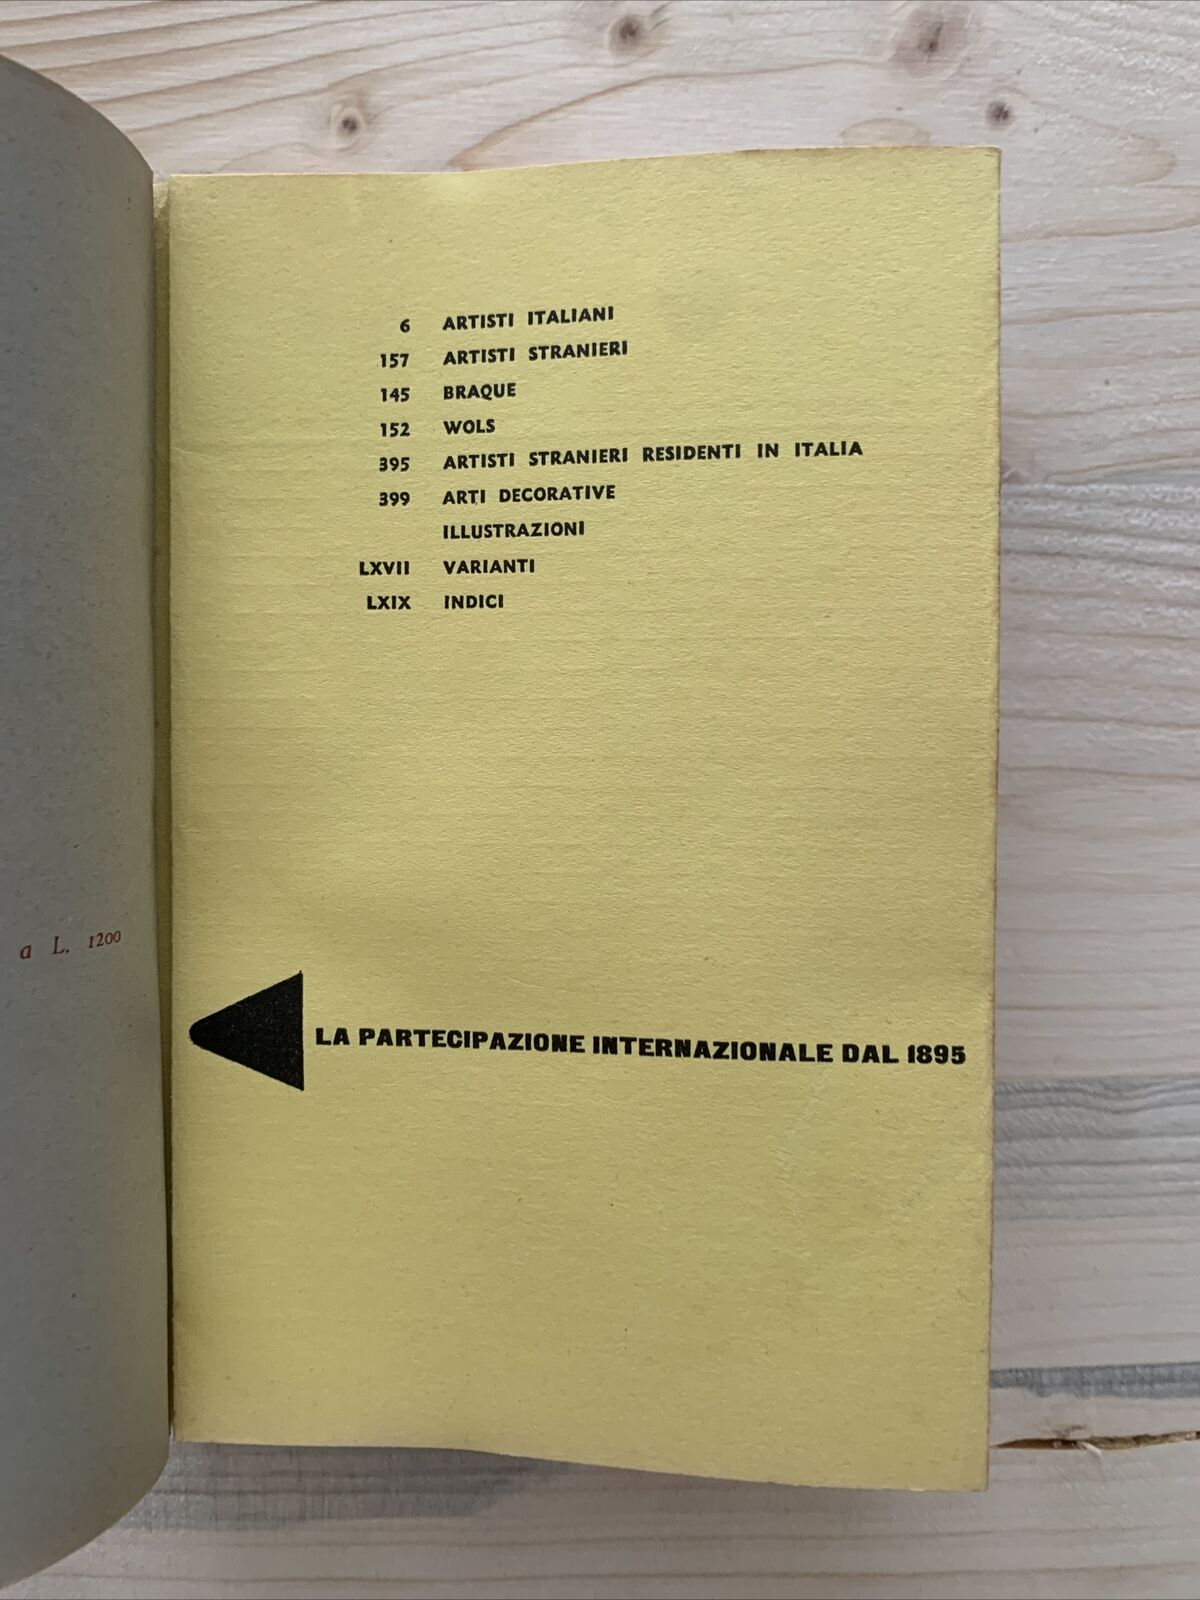 6 ARTISTI ITALIANI
157 ARTISTI STRANIERI
145 BRAQUE
152 WOLS
395 ARTISTI STRANIERI RESIDENTI IN ITALIA
399 ARTI DECORATIVE
ILLUSTRAZIONI
LXVII VARIANTI
LXIX INDICI
a L. 1200
LA PARTECIPAZIONE INTERNAZIONALE DAL 1895